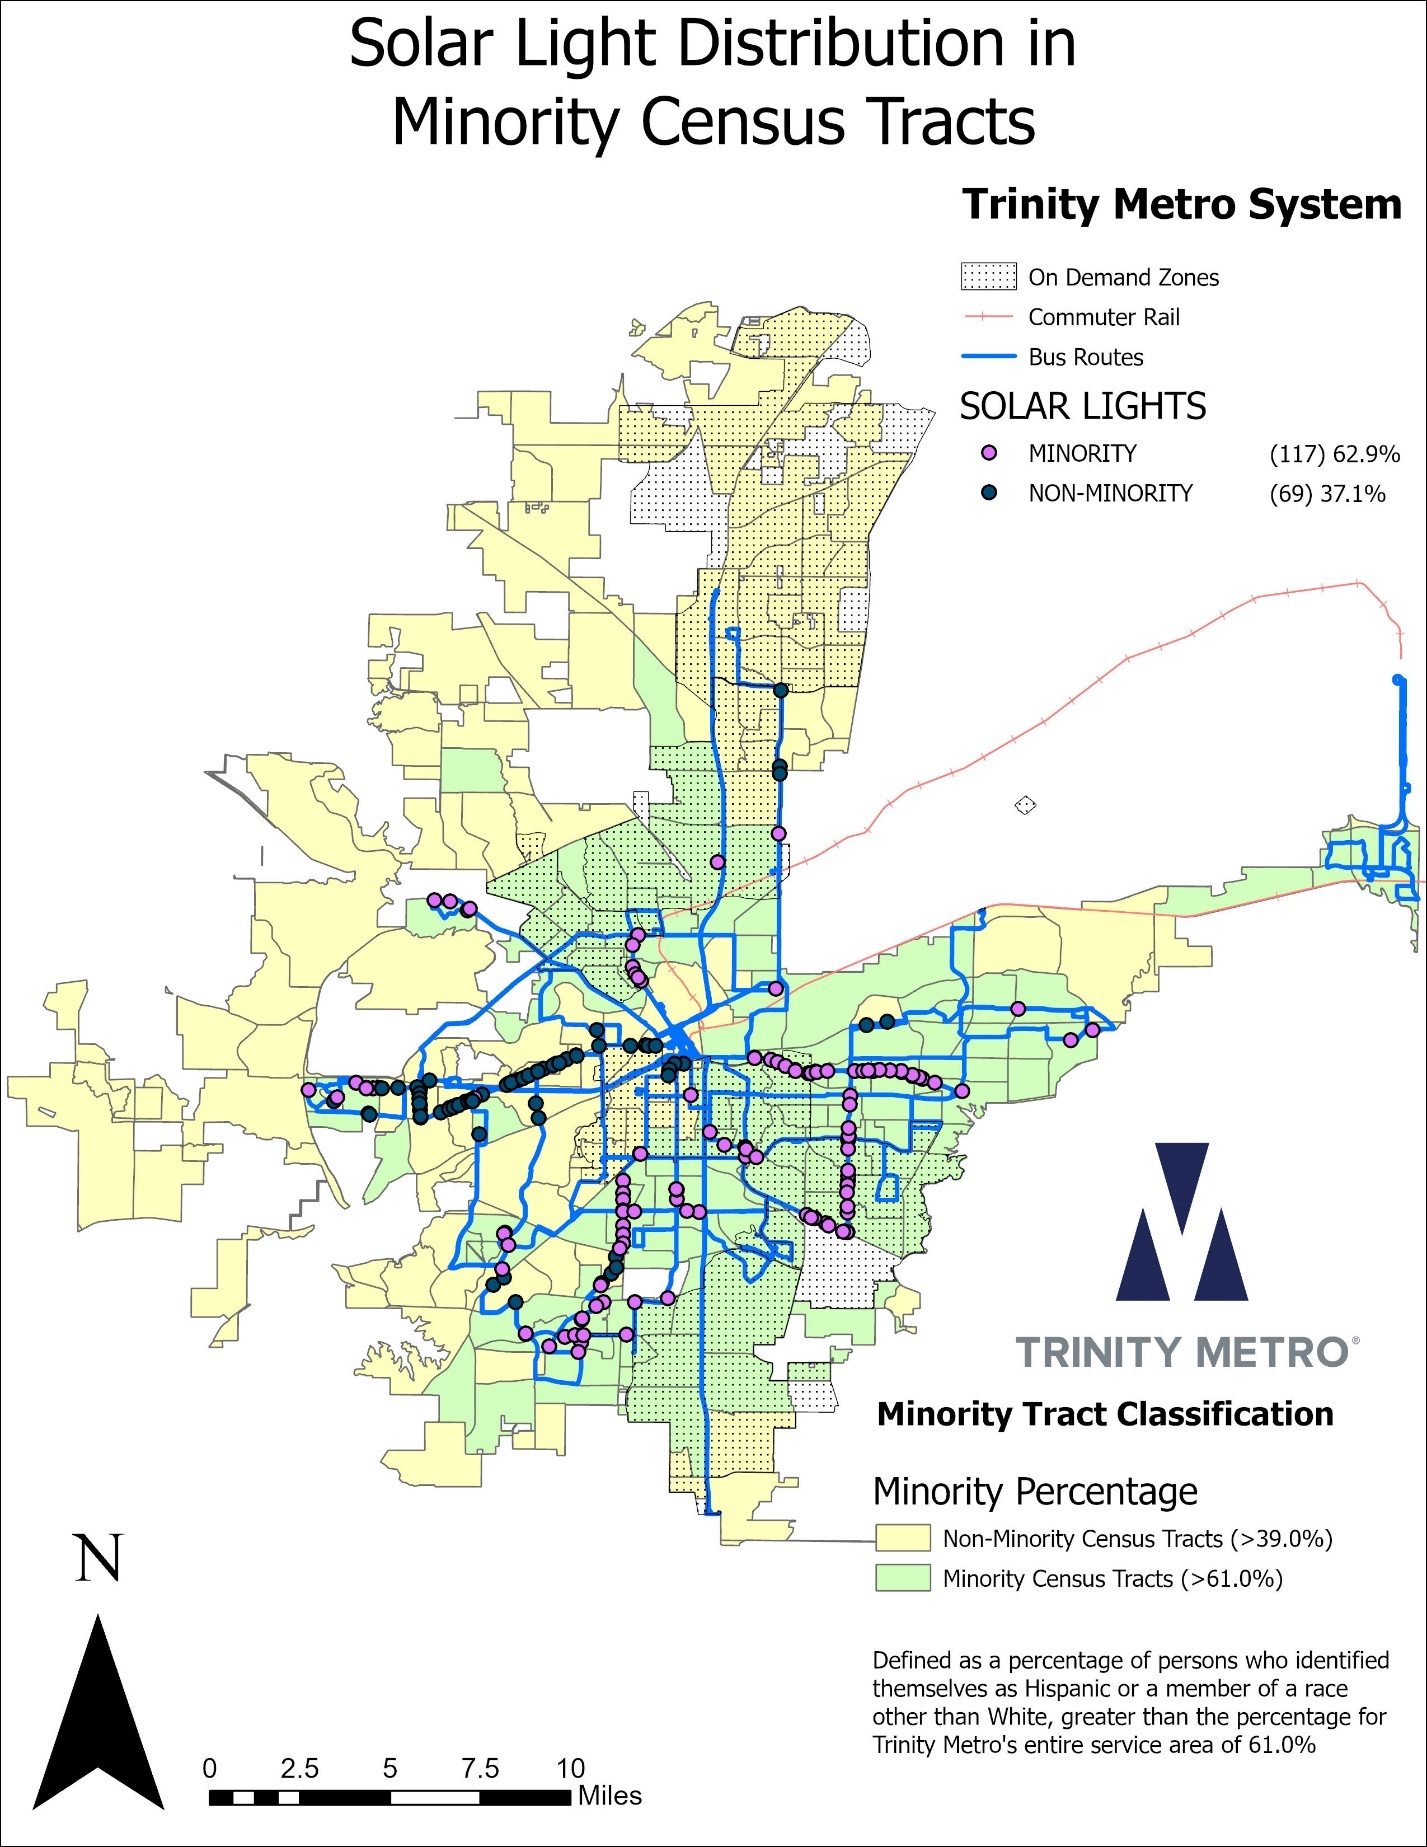 Solar Light Distribution in
Minority Census Tracts
Trinity Metro System
On Demand Zones
Commuter Rail
Bus Routes
SOLAR LIGHTS
MINORITY (117) 62.9%
NON-MINORITY (69) 37.1%
TRINITY METRO®
Minority Tract Classification
Minority Percentage
Non-Minority Census Tracts (>39.0%)
Minority Census Tracts (>61.0%)
Defined as a percentage of persons who identified
themselves as Hispanic or a member of a race
other than White, greater than the percentage for
Trinity Metro's entire service area of 61.0%
N
0 2.5 5 7.5 10
Miles